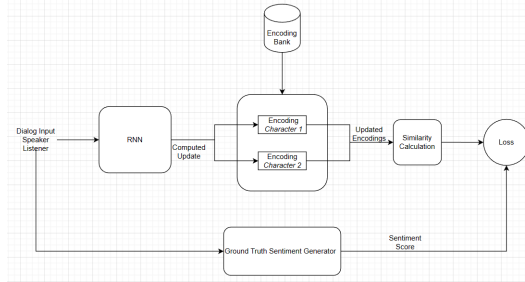 Encoding
Bank
Dialog Input
Speaker
Listener
RNN
Computed
Update
Encoding
Character 1
Encoding
Character 2
Updated
Encodings
Similarity
Calculation
Loss
Ground Truth Sentiment Generator
Sentiment
Score